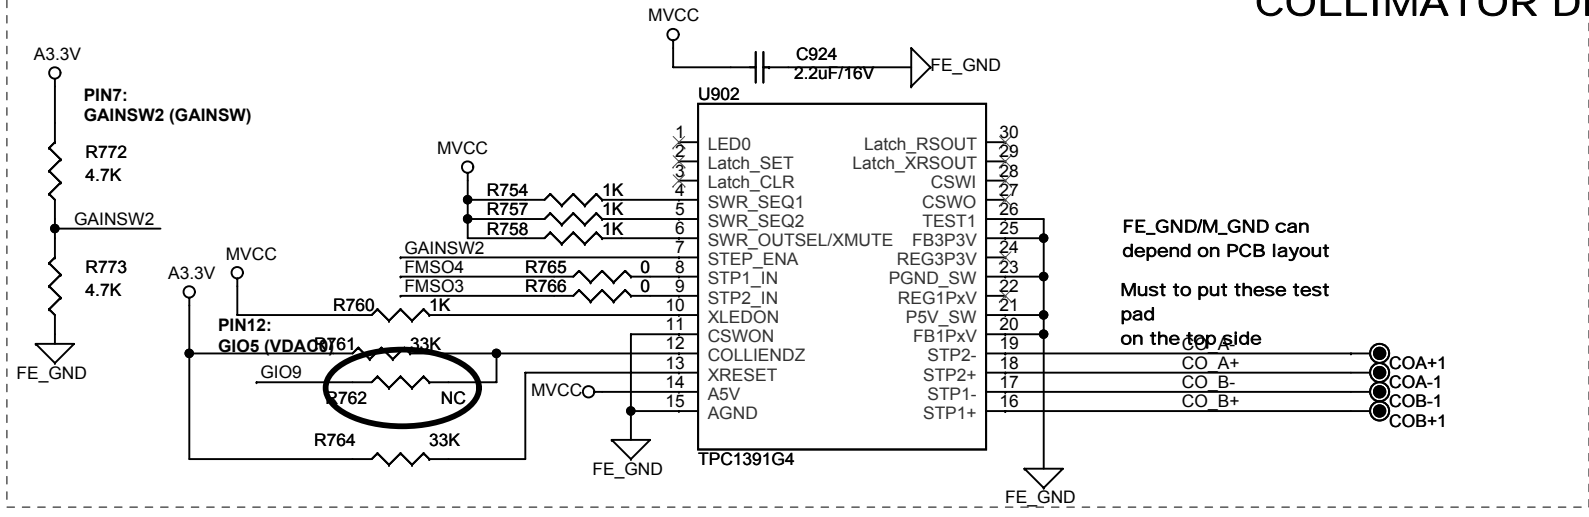 COLLIMATOR D
MVCC
A3.3V
C924
2.2uF/16V
FE_GND
PIN7:
GAINSW2 (GAINSW)
U902
R772
4.7K
GAINSW2
R773
4.7K
FE_GND
MVCC
R754 1K
R757 1K
R758 1K
GAINSW2
FMSO4 R765 0
FMSO3 R766 0
MVCC
A3.3V
R760 1K
PIN12:
GIO5 (VDAC0)
R761 33K
GIO9
R762 NC
R764 33K
MVCC
FE_GND
1 LED0
2 Latch_SET
3 Latch_CLR
4 SWR_SEQ1
5 SWR_SEQ2
6 SWR_OUTSEL/XMUTE
7 STEP_ENA
8 STP1_IN
9 STP2_IN
10 XLEDON
11 CSWON
12 COLLIENDZ
13 XRESET
14 A5V
15 AGND
Latch_RSOUT 30
Latch_XRSOUT 29
CSWI 28
CSWO 27
TEST1 26
FB3P3V 25
REG3P3V 24
PGND_SW 23
REG1PxV 22
P5V_SW 21
FB1PxV 20
STP2- 19
STP2+ 18
STP1- 17
STP1+ 16
TPC1391G4
FE_GND
FE_GND/M_GND can
depend on PCB layout
Must to put these test
pad
on the top side
CO_A-
CO_A+
CO_B-
CO_B+
COA+1
COA-1
COB-1
COB+1